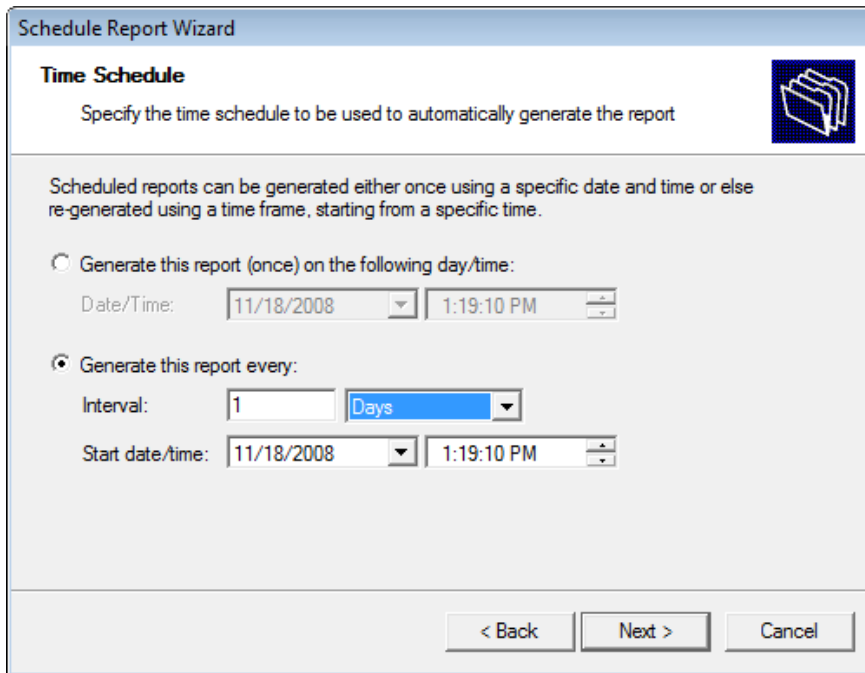 Schedule Report Wizard
Time Schedule
Specify the time schedule to be used to automatically generate the report
Scheduled reports can be generated either once using a specific date and time or else
re-generated using a time frame, starting from a specific time.
Generate this report (once) on the following day/time:
Date/Time: 11/18/2008 1:19:10 PM
Generate this report every:
Interval: 1 Days
Start date/time: 11/18/2008 1:19:10 PM
< Back Next > Cancel